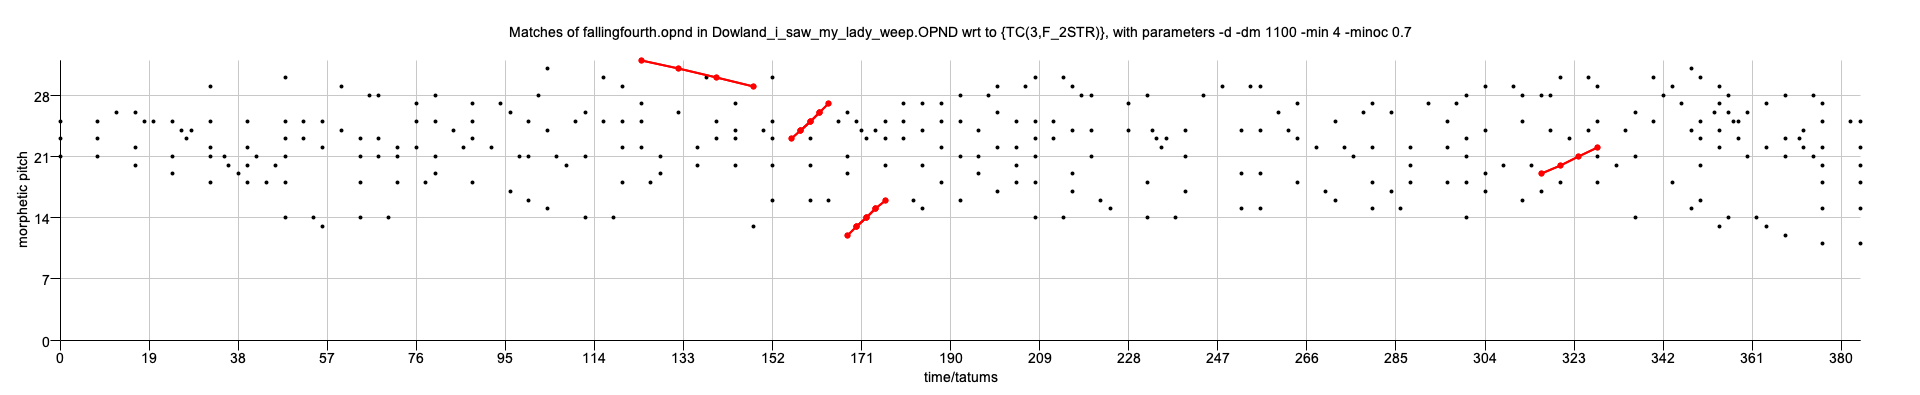 Matches of fallingfourth.opnd in Dowland_i_saw_my_lady_weep.OPND wrt to {TC(3,F_2STR)}, with parameters -d -dm 1100 -min 4 -minoc 0.7
morphetic pitch
28
21
14
7
0
0 19 38 57 76 95 114 133 152 171 190 209 228 247 266 285 304 323 342 361 380
time/tatums